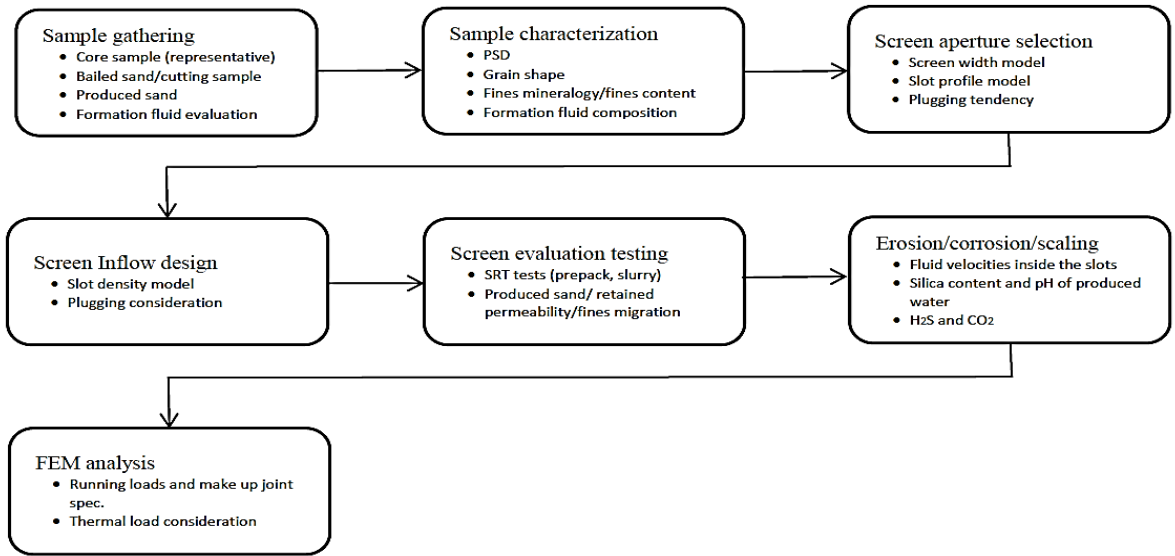 Sample gathering
• Core sample (representative)
• Bailed sand/cutting sample
• Produced sand
• Formation fluid evaluation
Sample characterization
• PSD
• Grain shape
• Fines mineralogy/fines content
• Formation fluid composition
Screen aperture selection
• Screen width model
• Slot profile model
• Plugging tendency
Screen Inflow design
• Slot density model
• Plugging consideration
Screen evaluation testing
• SRT tests (prepack, slurry)
• Produced sand/ retained
permeability/fines migration
Erosion/corrosion/scaling
• Fluid velocities inside the slots
• Silica content and pH of produced
water
• H2S and CO2
FEM analysis
• Running loads and make up joint
spec.
• Thermal load consideration